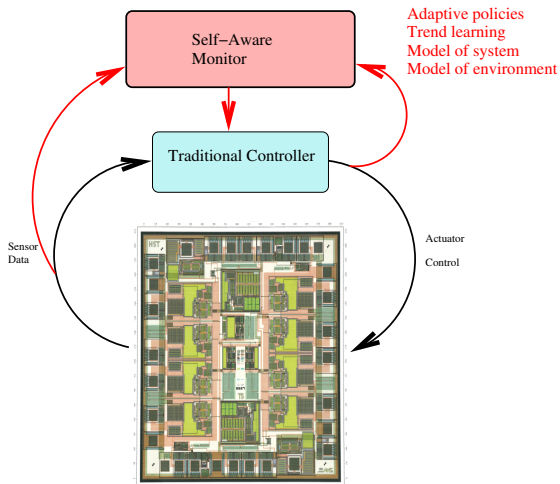 Adaptive policies
Trend learning
Model of system
Model of environment
Self-Aware
Monitor
Traditional Controller
Sensor
Data
Actuator
Control